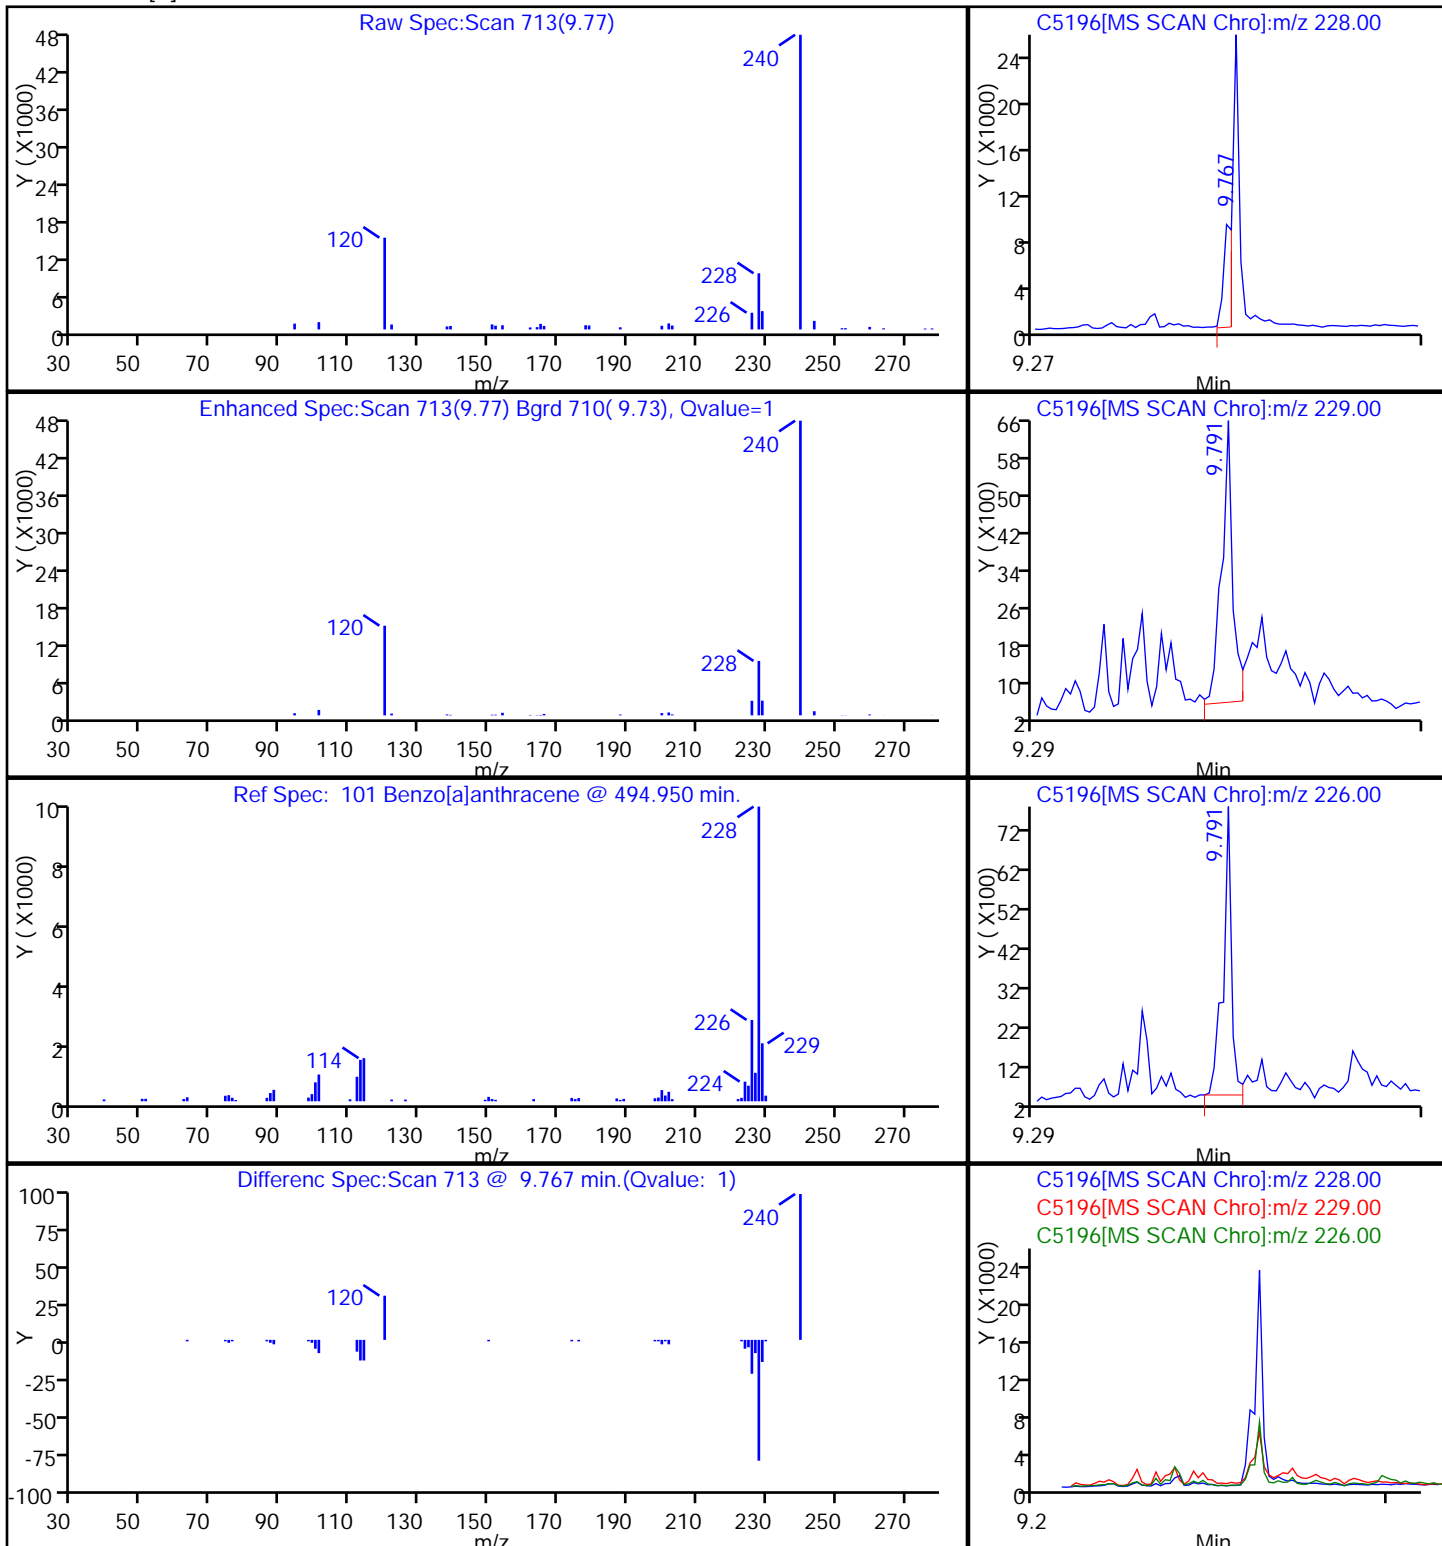 Raw Spec:Scan 713(9.77)
48
42
36
30
24
18
12
6
0
Y ( X1000)
240
120
228
226
30 50 70 90 110 130 150 170 190 210 230 250 270
m/z
C5196[MS SCAN Chro]:m/z 228.00
24
20
16
12
8
4
0
Y ( X1000)
9.767
9.27
Min
Enhanced Spec:Scan 713(9.77) Bgrd 710( 9.73), Qvalue=1
48
42
36
30
24
18
12
6
0
Y ( X1000)
240
120
228
30 50 70 90 110 130 150 170 190 210 230 250 270
m/z
C5196[MS SCAN Chro]:m/z 229.00
66
58
50
42
34
26
18
10
2
Y ( X100)
9.791
9.29
Min
Ref Spec: 101 Benzo[a]anthracene @ 494.950 min.
10
8
6
4
2
0
Y ( X1000)
228
226
229
224
114
30 50 70 90 110 130 150 170 190 210 230 250 270
m/z
C5196[MS SCAN Chro]:m/z 226.00
72
62
52
42
32
22
12
2
Y ( X100)
9.791
9.29
Min
Differenc Spec:Scan 713 @ 9.767 min.(Qvalue: 1)
100
75
50
25
0
-25
-50
-75
-100
Y
240
120
30 50 70 90 110 130 150 170 190 210 230 250 270
m/z
C5196[MS SCAN Chro]:m/z 228.00
C5196[MS SCAN Chro]:m/z 229.00
C5196[MS SCAN Chro]:m/z 226.00
24
20
16
12
8
4
0
Y ( X1000)
9.2
Min